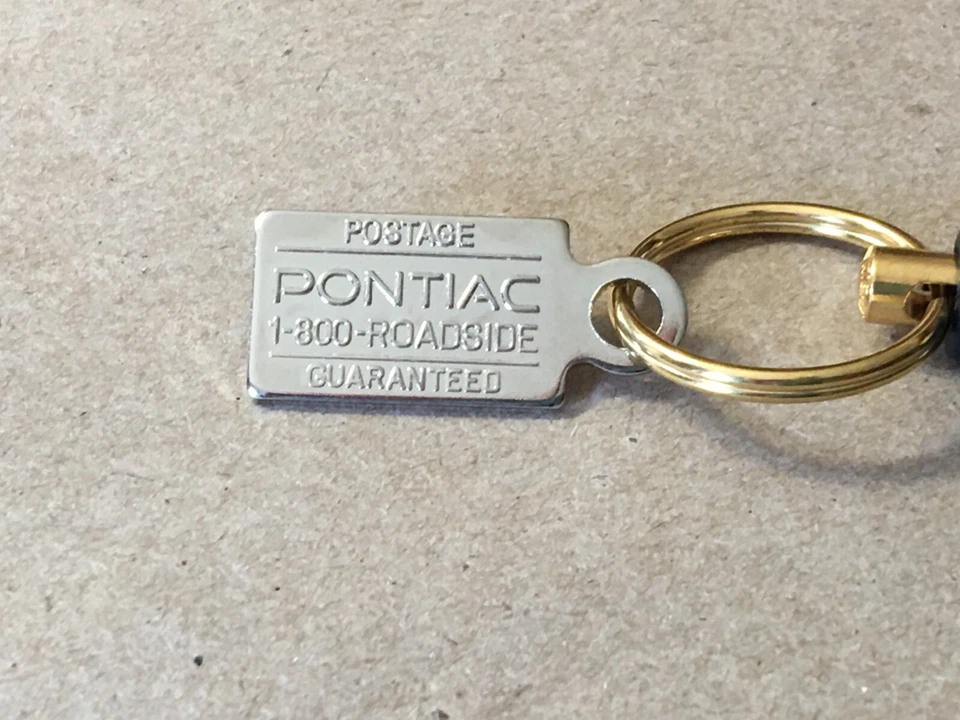 POSTAGE
PONTIAC
1-800-ROADSIDE
GUARANTEED